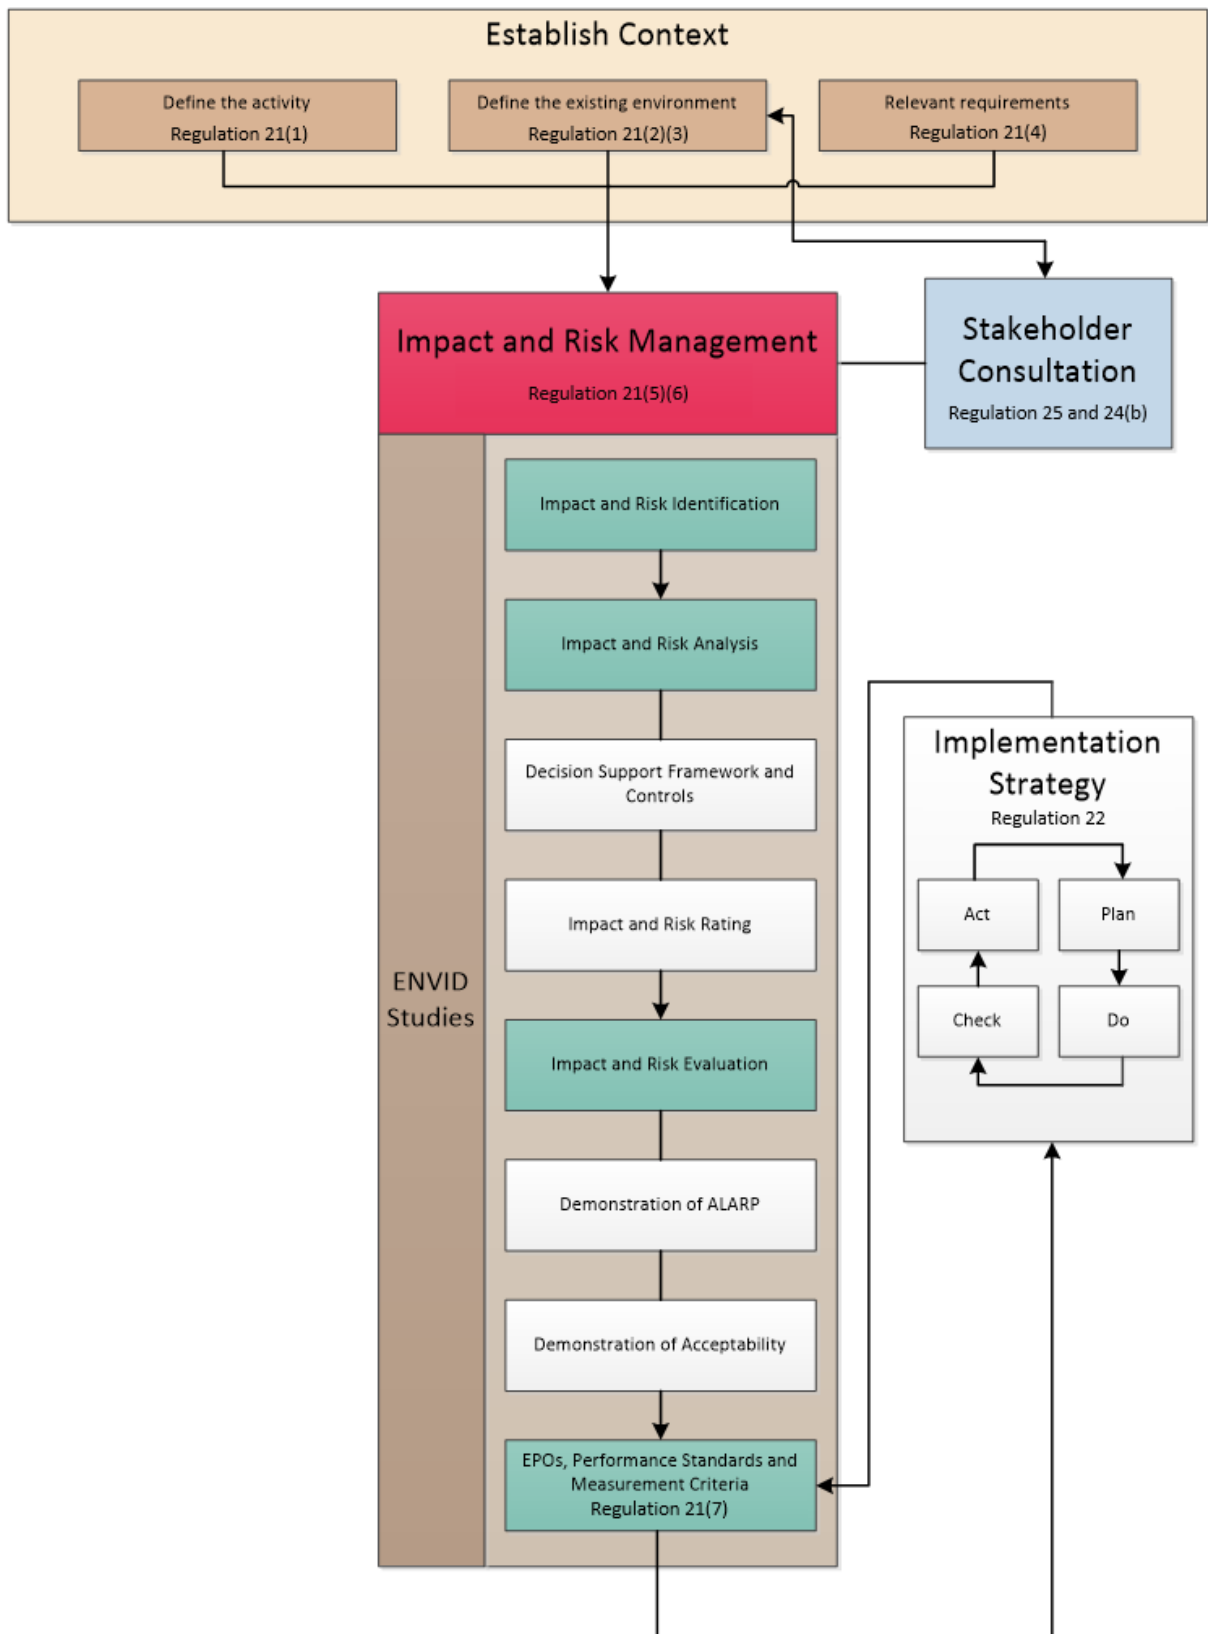 Establish Context
Define the activity
Regulation 21(1)
Define the existing environment
Regulation 21(2)(3)
Relevant requirements
Regulation 21(4)
Impact and Risk Management
Regulation 21(5)(6)
Stakeholder
Consultation
Regulation 25 and 24(b)
ENVID
Studies
Impact and Risk Identification
Impact and Risk Analysis
Decision Support Framework and
Controls
Impact and Risk Rating
Impact and Risk Evaluation
Demonstration of ALARP
Demonstration of Acceptability
EPOs, Performance Standards and
Measurement Criteria
Regulation 21(7)
Implementation
Strategy
Regulation 22
Act
Plan
Check
Do